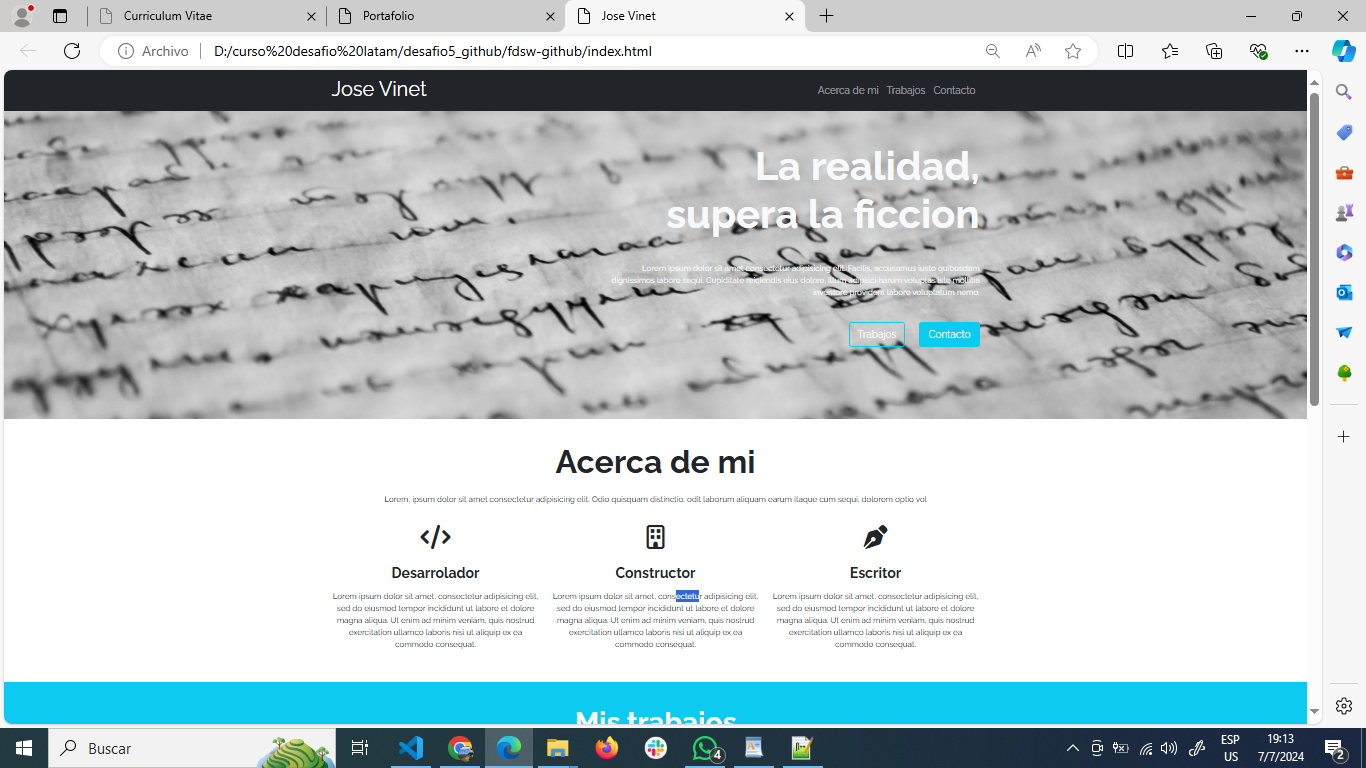 Curriculum Vitae
Portafolio
Jose Vinet
Archivo
D:/curso%20desafio%20latam/desafio5_github/fdsw-github/index.html
Jose Vinet
Acerca de mi Trabajos Contacto
La realidad,
supera la ficcion
Lorem ipsum dolor sit amet consectetur adipisicing elit. Facilis, accusamus iusto quibusdam
dignissimos labore sequi. Cupiditate reiciendis eius dolore, illum adipisci harum voluptas iste mollitia
inventore provident labore voluptatum nemo.
Trabajos Contacto
Acerca de mi
Lorem, ipsum dolor sit amet consectetur adipisicing elit. Odio quisquam distinctio, odit laborum aliquam earum itaque cum sequi, dolorem optio vol
Desarrolador
Lorem ipsum dolor sit amet, consectetur adipisicing elit,
sed do eiusmod tempor incididunt ut labore et dolore
magna aliqua. Ut enim ad minim veniam, quis nostrud
exercitation ullamco laboris nisi ut aliquip ex ea
commodo consequat.
Constructor
Lorem ipsum dolor sit amet, consectetur adipisicing elit,
sed do eiusmod tempor incididunt ut labore et dolore
magna aliqua. Ut enim ad minim veniam, quis nostrud
exercitation ullamco laboris nisi ut aliquip ex ea
commodo consequat.
Escritor
Lorem ipsum dolor sit amet, consectetur adipisicing elit,
sed do eiusmod tempor incididunt ut labore et dolore
magna aliqua. Ut enim ad minim veniam, quis nostrud
exercitation ullamco laboris nisi ut aliquip ex ea
commodo consequat.
Mis trabajos
Buscar
4
ESP
US
19:13
7/7/2024
2